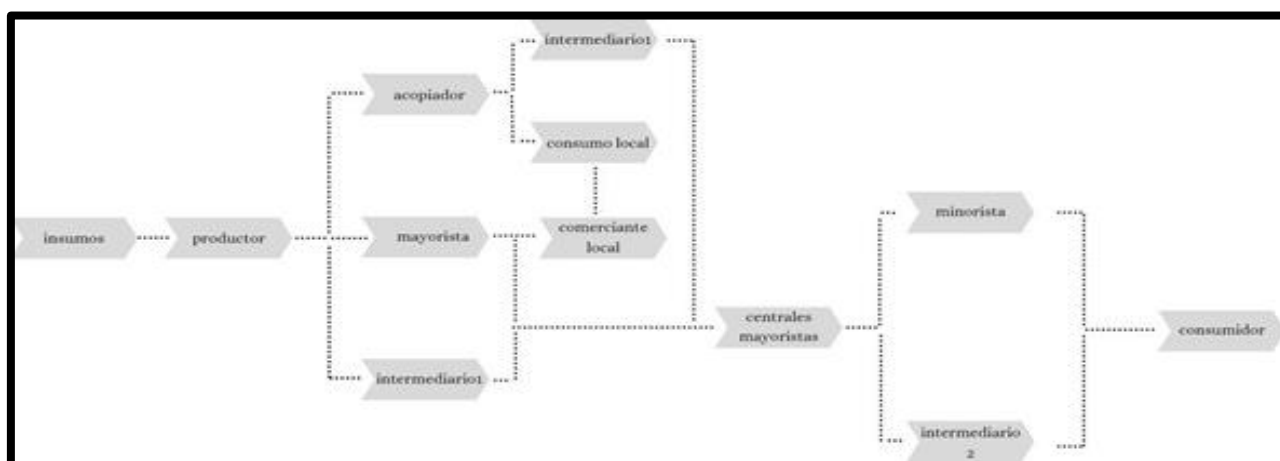 intermediario1
acopiador
consumo local
insumos
productor
mayorista
comerciante
local
intermediario1
centrales
mayoristas
minorista
intermediario
2
consumidor